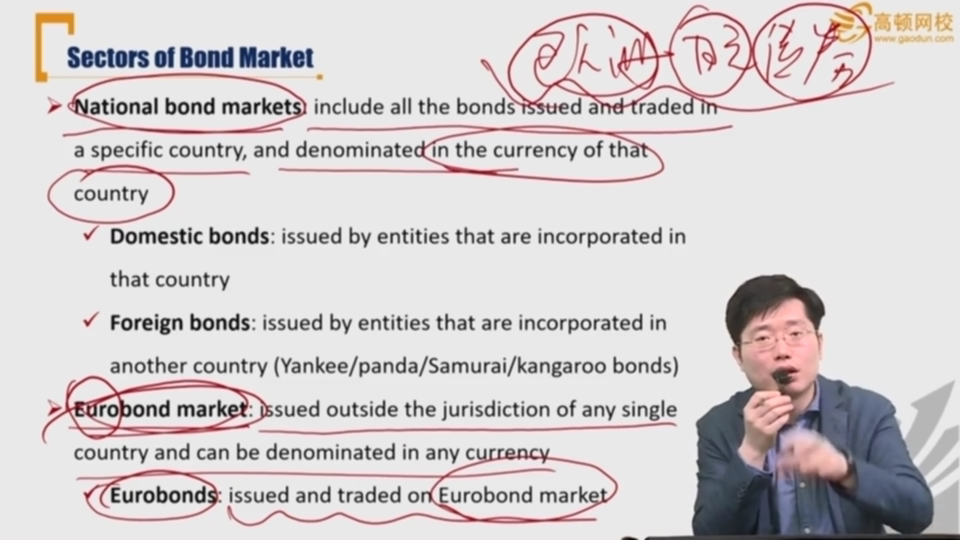 高顿网校
www.gaodun.com
Sectors of Bond Market
National bond markets: include all the bonds issued and traded in
a specific country, and denominated in the currency of that
country
Domestic bonds: issued by entities that are incorporated in
that country
Foreign bonds: issued by entities that are incorporated in
another country (Yankee/panda/Samurai/kangaroo bonds)
Eurobond market: issued outside the jurisdiction of any single
country and can be denominated in any currency
Eurobonds: issued and traded on Eurobond market